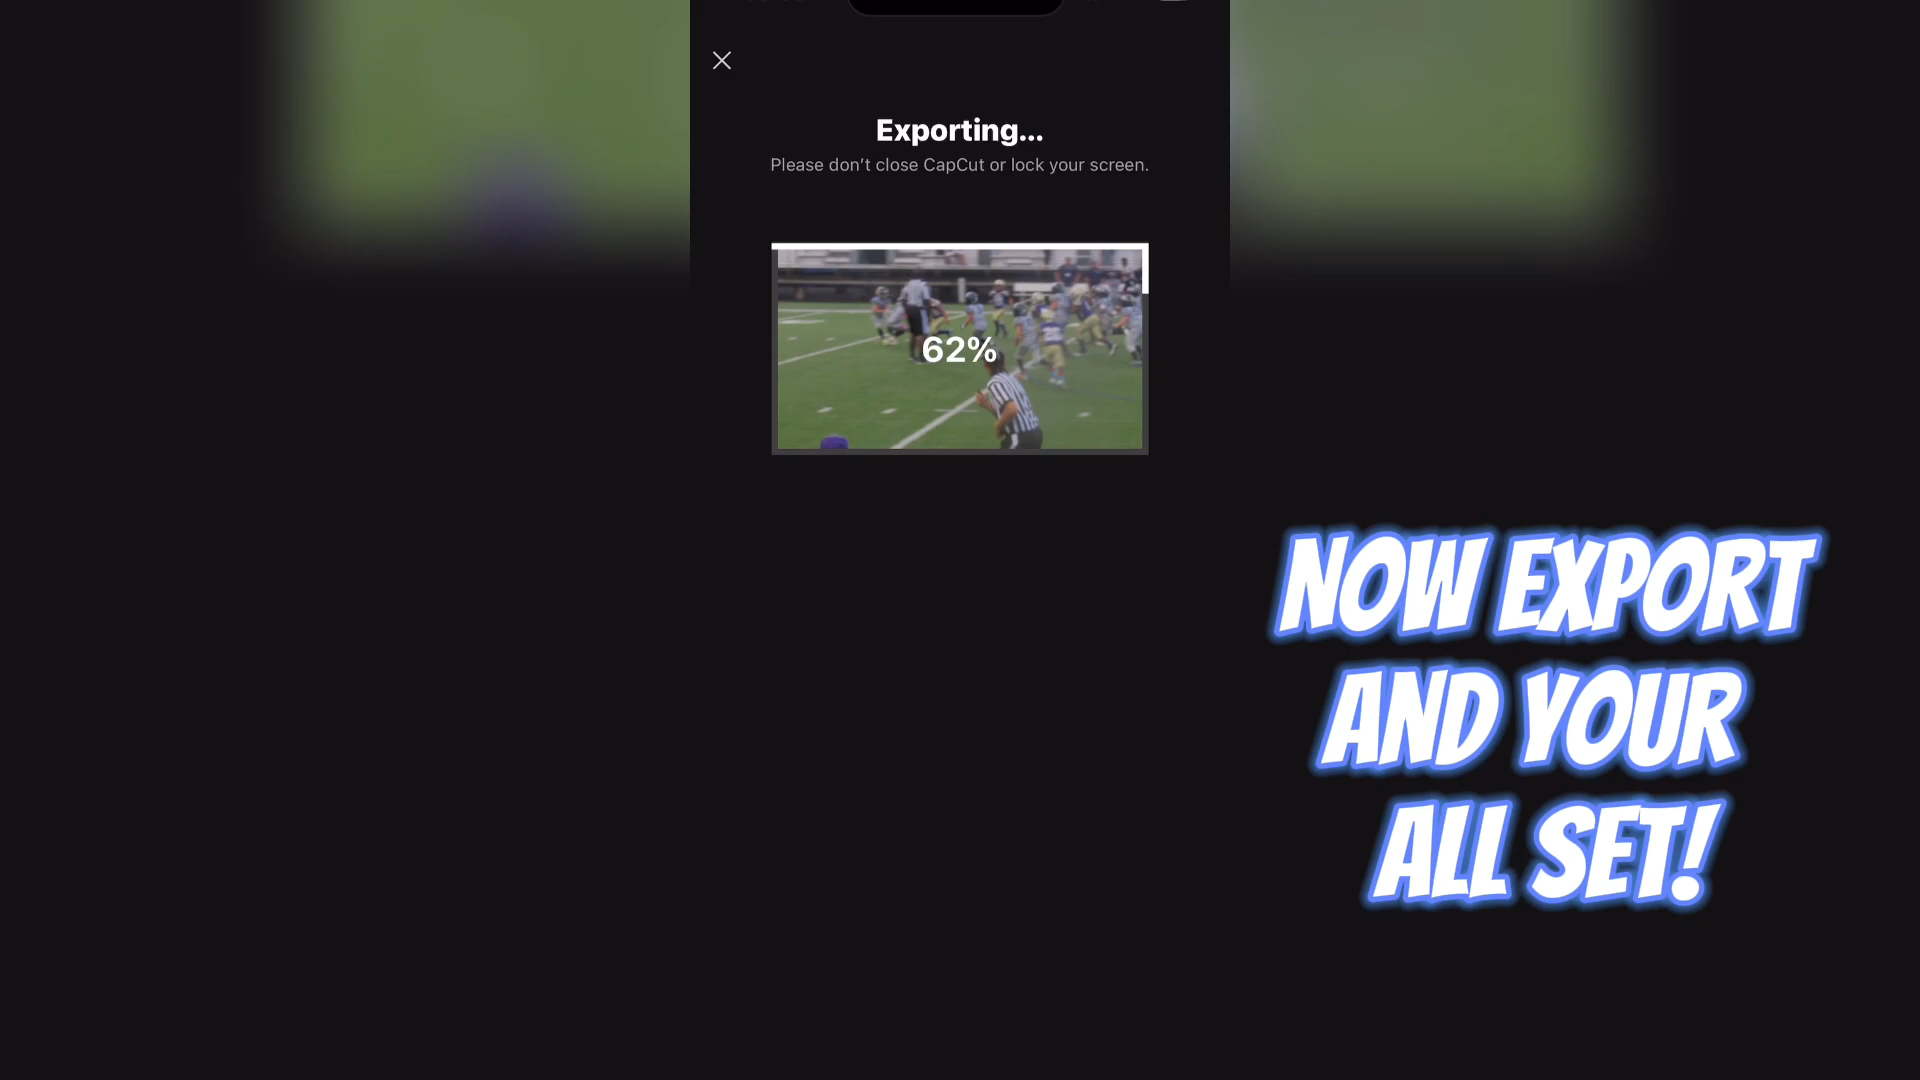 Exporting...
Please don't close CapCut or lock your screen.
62%
NOW EXPORT
AND YOUR
ALL SET!